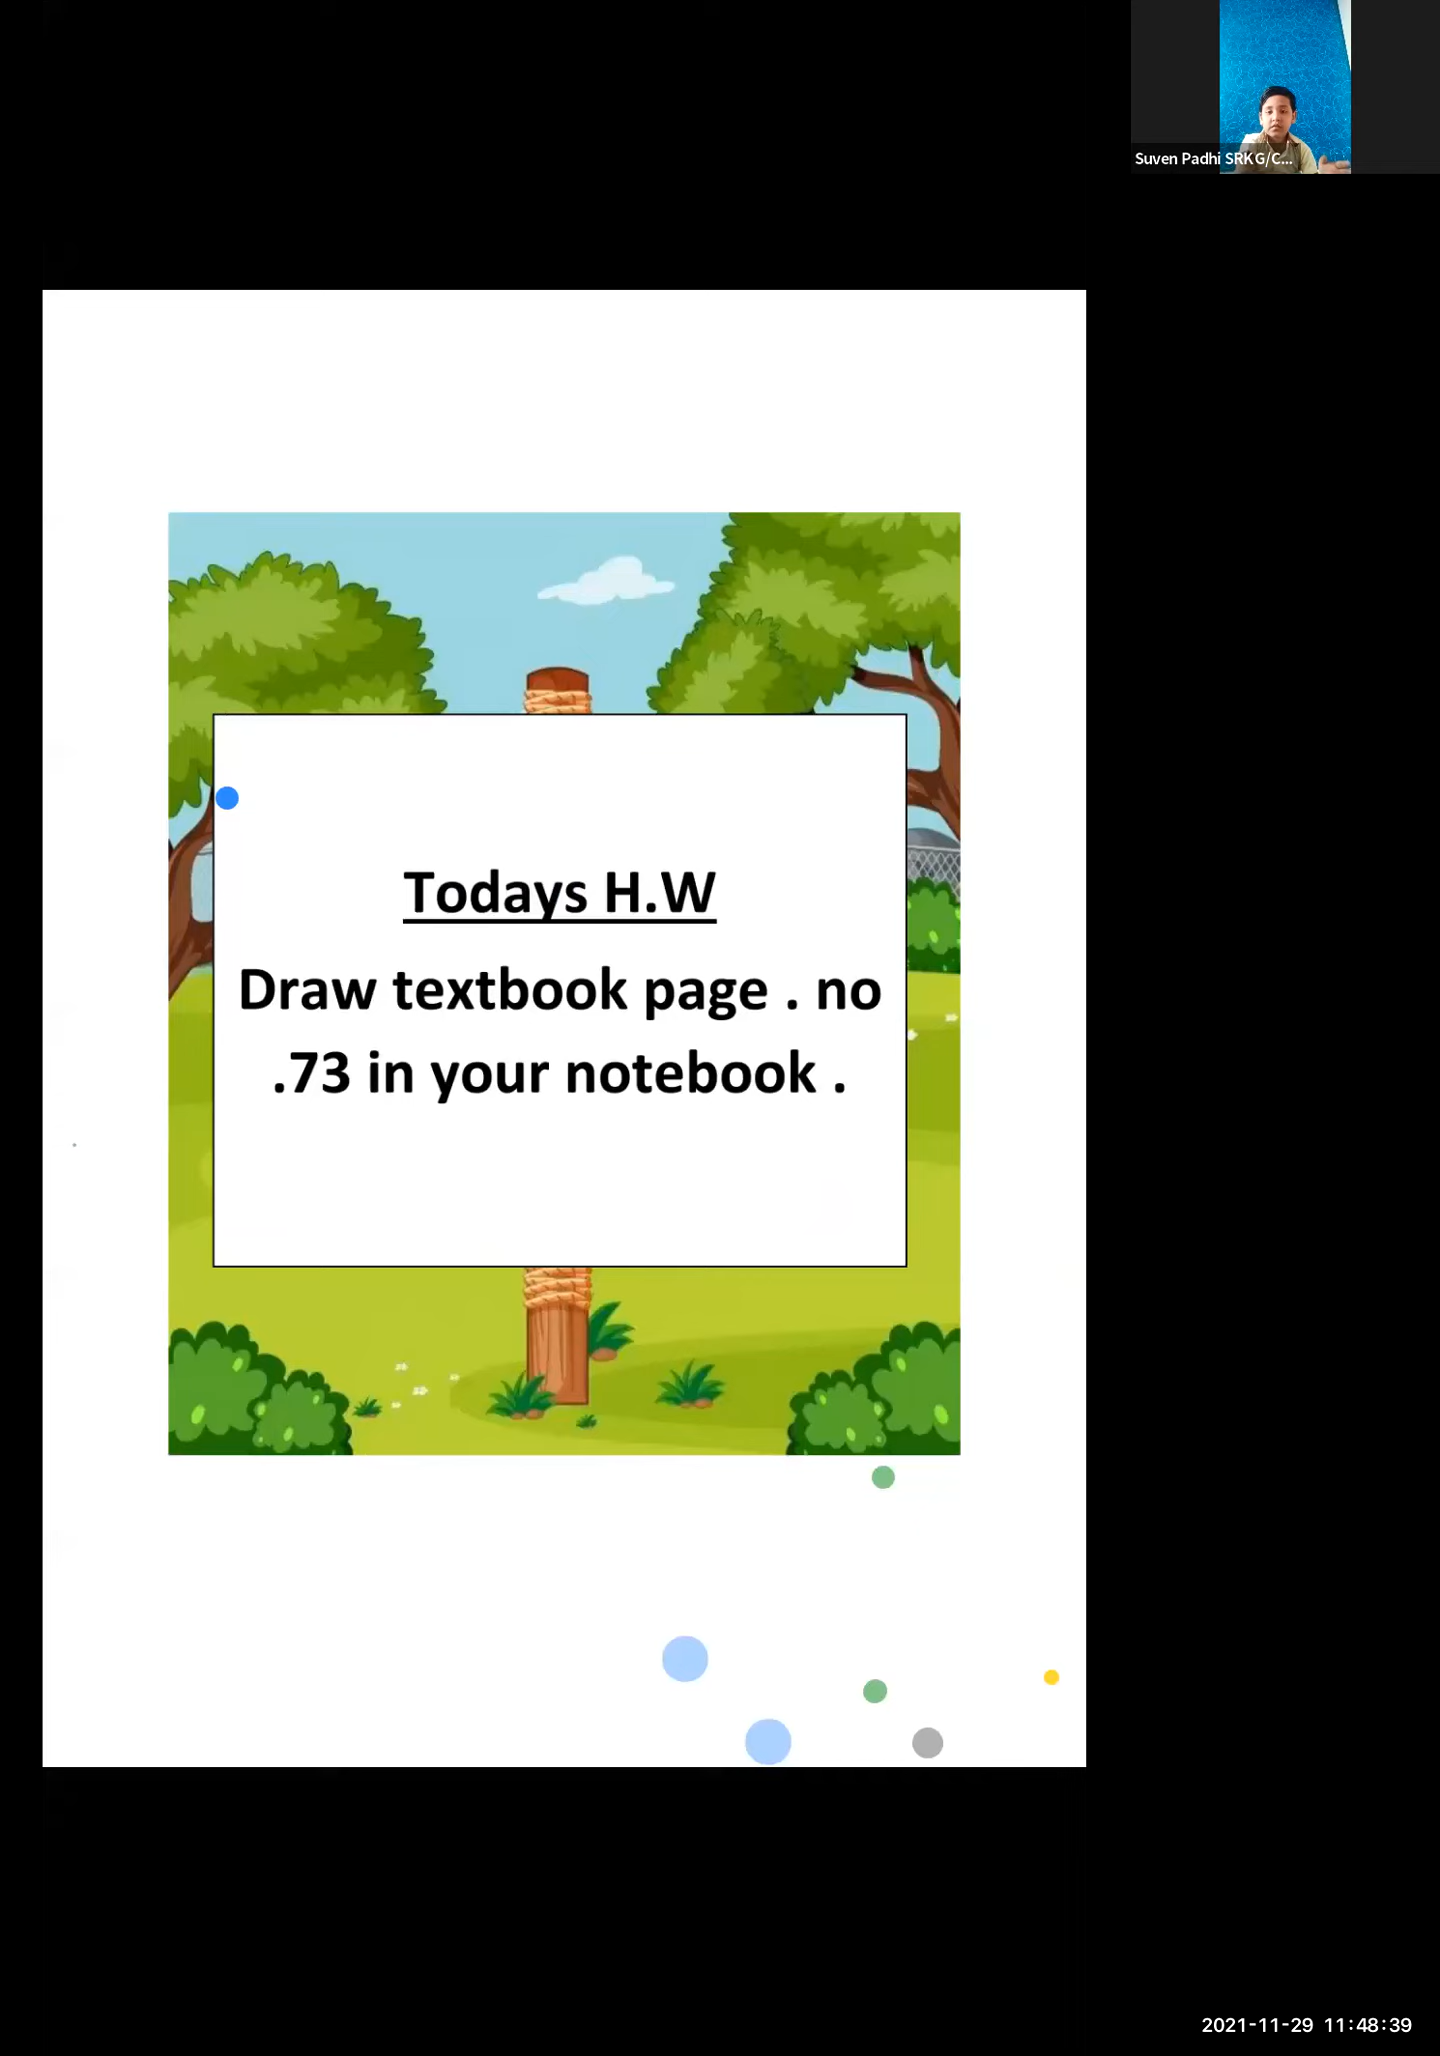 Suven Padhi SRKG/C...
Todays H.W
Draw textbook page . no
.73 in your notebook .
2021-11-29 11:48:39